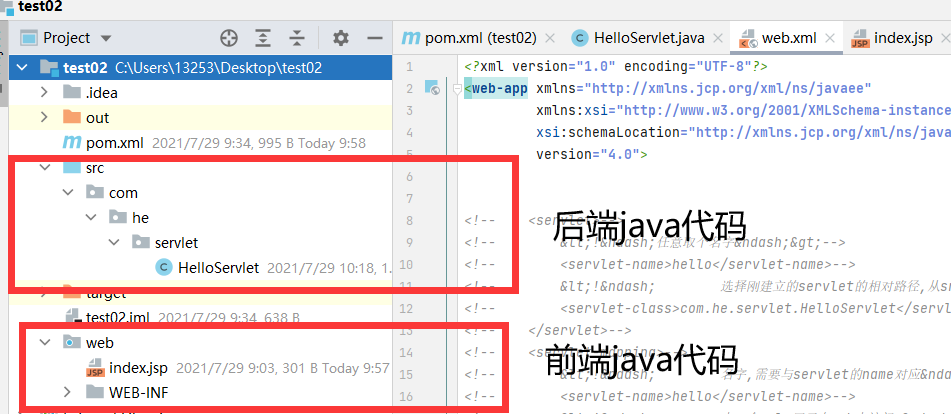 test02
Project
pom.xml (test02)
HelloServlet.java
web.xml
index.jsp
test02 C:\Users\13253\Desktop\test02
.idea
out
pom.xml 2021/7/29 9:34, 995 B Today 9:58
src
com
he
servlet
HelloServlet 2021/7/29 10:18, 1.
target
test02.iml 2021/7/29 9:34, 638 B
web
index.jsp 2021/7/29 9:03, 301 B Today 9:57
WEB-INF
1 <?xml version="1.0" encoding="UTF-8"?>
2 <web-app xmlns="http://xmlns.jcp.org/xml/ns/javaee"
3 xmlns:xsi="http://www.w3.org/2001/XMLSchema-instance
4 xsi:schemaLocation="http://xmlns.jcp.org/xml/ns/java
5 version="4.0">
6
7
8 <!-- <servlet>-->
后端java代码
9 <!-- &lt;!&ndash;任意取个名字&ndash;&gt;-->
10 <!-- <servlet-name>hello</servlet-name>-->
11 <!-- &lt;!&ndash; 选择刚建立的servlet的相对路径,从s
12 <!-- <servlet-class>com.he.servlet.HelloServlet</serv
13 <!-- </servlet>-->
14 <!--
前端java代码
15 <!-- &lt;!&ndash; 名字,需要与servlet的name对应&
16 <!-- <servlet-name>hello</servlet-name>-->